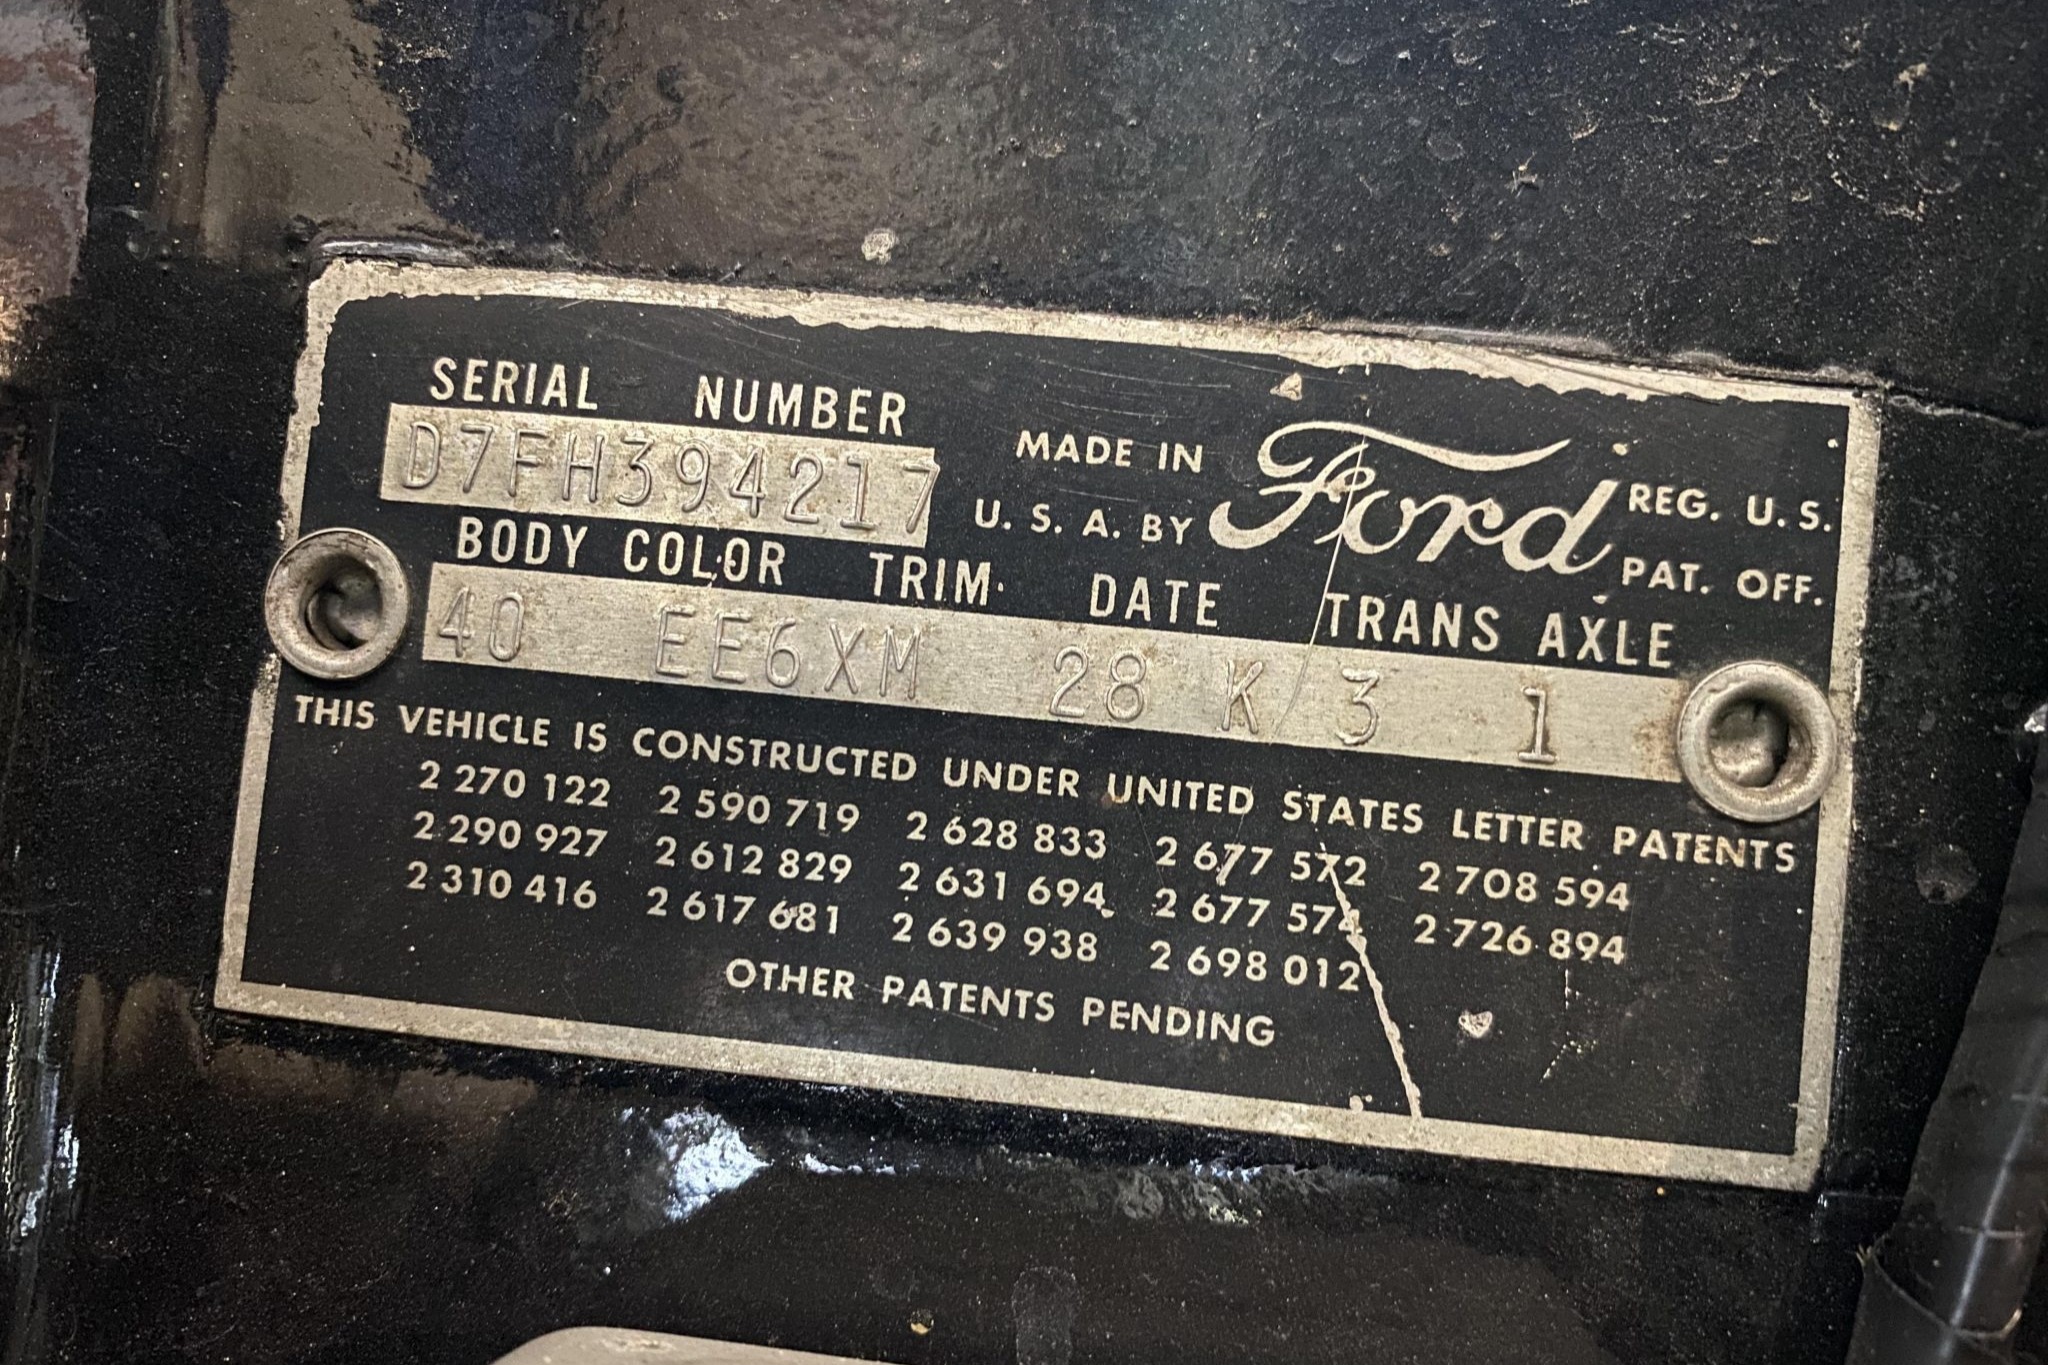 SERIAL NUMBER
D7FH394217
MADE IN
U. S. A. BY
Ford
REG. U. S.
PAT. OFF.
BODY COLOR TRIM DATE TRANS AXLE
40 EE6XM 28 K 3 1
THIS VEHICLE IS CONSTRUCTED UNDER UNITED STATES LETTER PATENTS
2 270 122 2 590 719 2 628 833 2 677 572 2 708 594
2 290 927 2 612 829 2 631 694 2 677 574 2 726 894
2 310 416 2 617 681 2 639 938 2 698 012
OTHER PATENTS PENDING